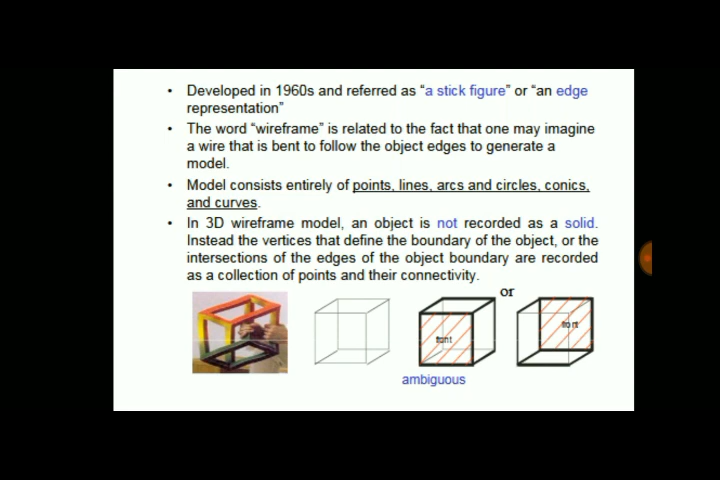 • Developed in 1960s and referred as “a stick figure” or “an edge
representation”
• The word “wireframe” is related to the fact that one may imagine
a wire that is bent to follow the object edges to generate a
model.
• Model consists entirely of points, lines, arcs and circles, conics,
and curves.
• In 3D wireframe model, an object is not recorded as a solid.
Instead the vertices that define the boundary of the object, or the
intersections of the edges of the object boundary are recorded
as a collection of points and their connectivity.
or
front
ambiguous